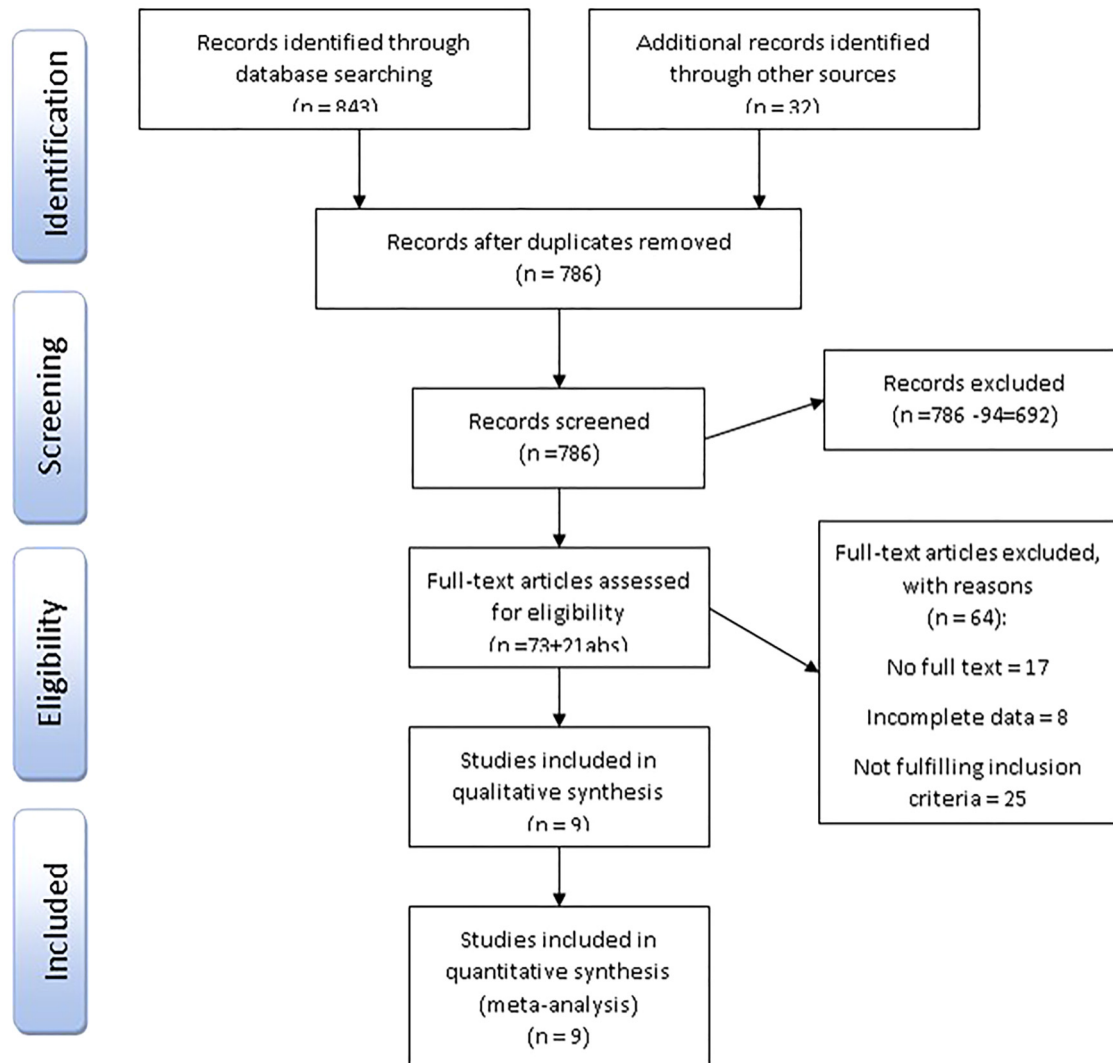 Identification
Records identified through
database searching
(n = 843)
Additional records identified
through other sources
(n = 32)
Records after duplicates removed
(n = 786)
Screening
Records screened
(n =786)
Records excluded
(n =786 -94=692)
Eligibility
Full-text articles assessed
for eligibility
(n =73+21abs)
Full-text articles excluded,
with reasons
(n = 64):
No full text = 17
Incomplete data = 8
Not fulfilling inclusion
criteria = 25
Studies included in
qualitative synthesis
(n = 9)
Included
Studies included in
quantitative synthesis
(meta-analysis)
(n = 9)